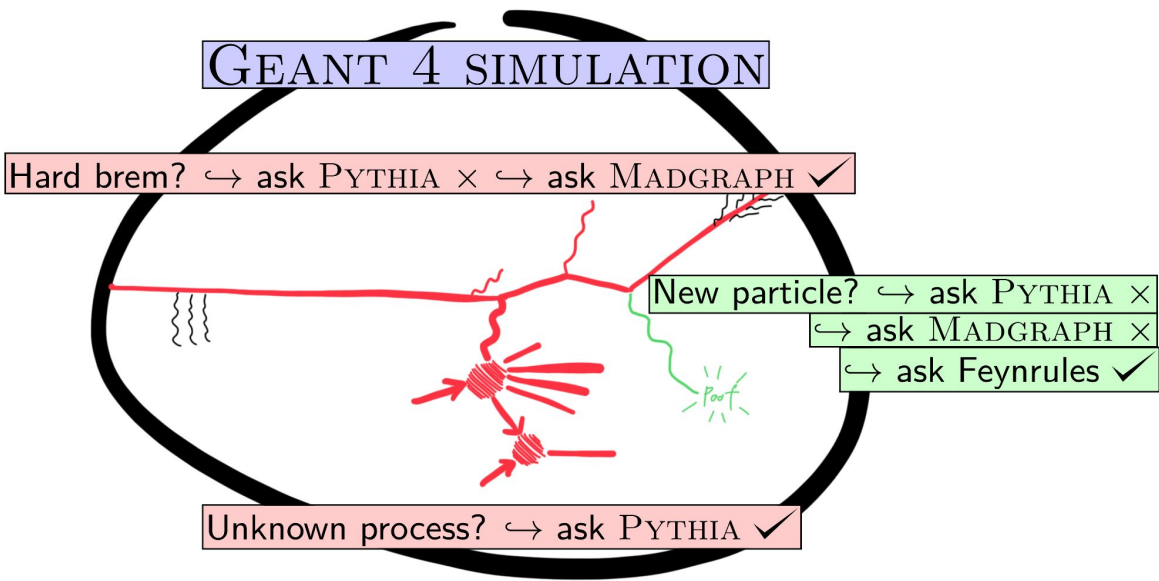 GEANT 4 SIMULATION
Hard brem? ↪ ask PYTHIA × ↪ ask MADGRAPH ✓
New particle? ↪ ask PYTHIA ×
↪ ask MADGRAPH ×
↪ ask Feynrules ✓
Poof
Unknown process? ↪ ask PYTHIA ✓